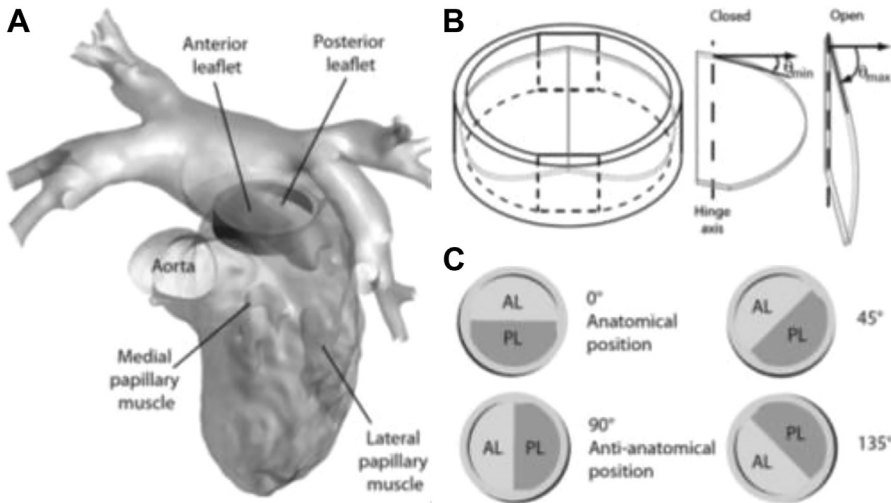 A
Anterior
leaflet
Posterior
leaflet
Aorta
Medial
papillary
muscle
Lateral
papillary
muscle
B
Closed
θmin
Hinge
axis
Open
θmax
C
AL
PL
0°
Anatomical
position
AL
PL
45°
AL PL
90°
Anti-anatomical
position
PL
AL
135°